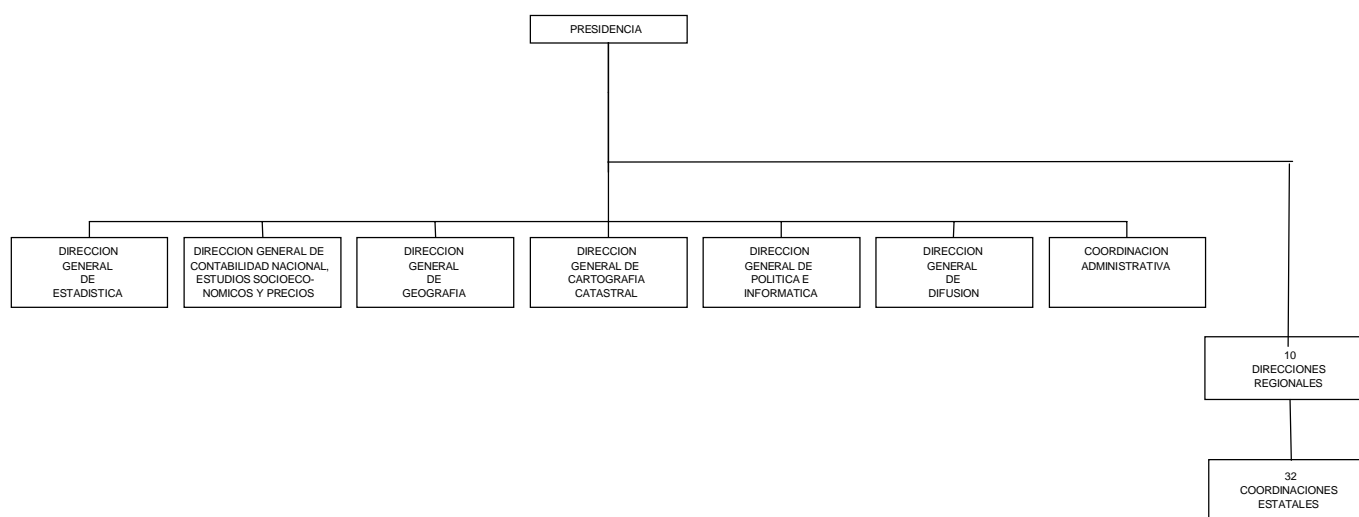 PRESIDENCIA
DIRECCION
GENERAL
DE
ESTADISTICA
DIRECCION GENERAL DE
CONTABILIDAD NACIONAL,
ESTUDIOS SOCIOECO-
NOMICOS Y PRECIOS
DIRECCION
GENERAL
DE
GEOGRAFIA
DIRECCION
GENERAL DE
CARTOGRAFIA
CATASTRAL
DIRECCION
GENERAL DE
POLITICA E
INFORMATICA
DIRECCION
GENERAL
DE
DIFUSION
COORDINACION
ADMINISTRATIVA
10
DIRECCIONES
REGIONALES
32
COORDINACIONES
ESTATALES